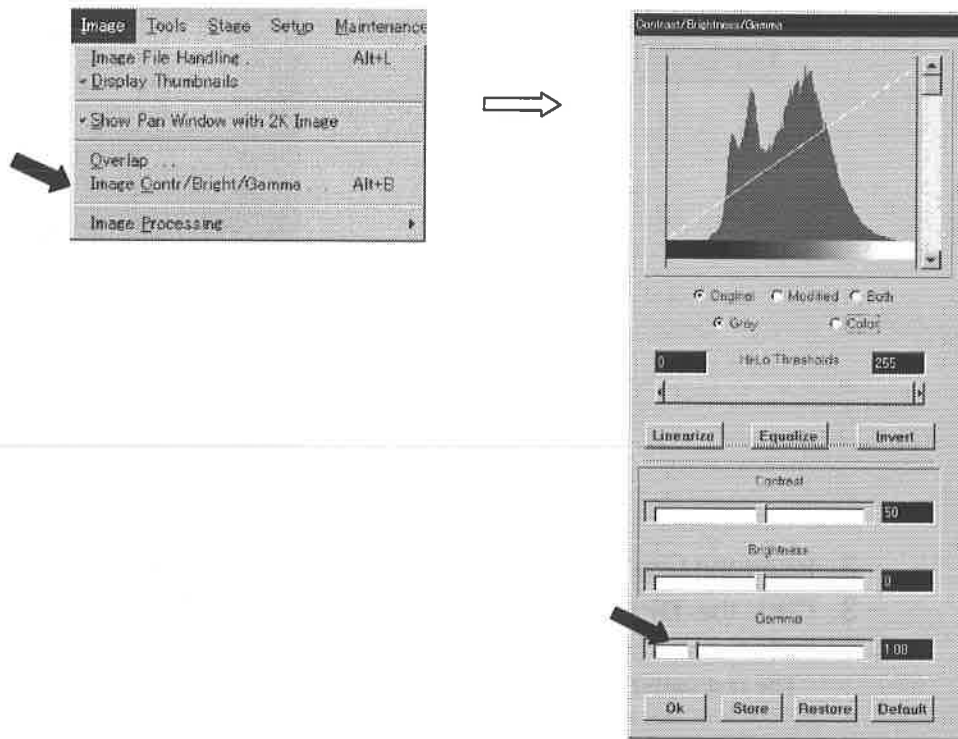 Image Tools Stage Setup Maintenance
Image File Handling . Alt+L
Display Thumbnails
Show Pan Window with 2K Image
Overlap ...
Image Contr/Bright/Gamma . . Alt+B
Image Processing
Contrast/Brightness/Gamma
Original Modified Both
Gray Color
0 Hi-Lo Thresholds 255
Linearize Equalize Invert
Contrast
50
Brightness
0
Gamma
1.00
Ok Store Restore Default